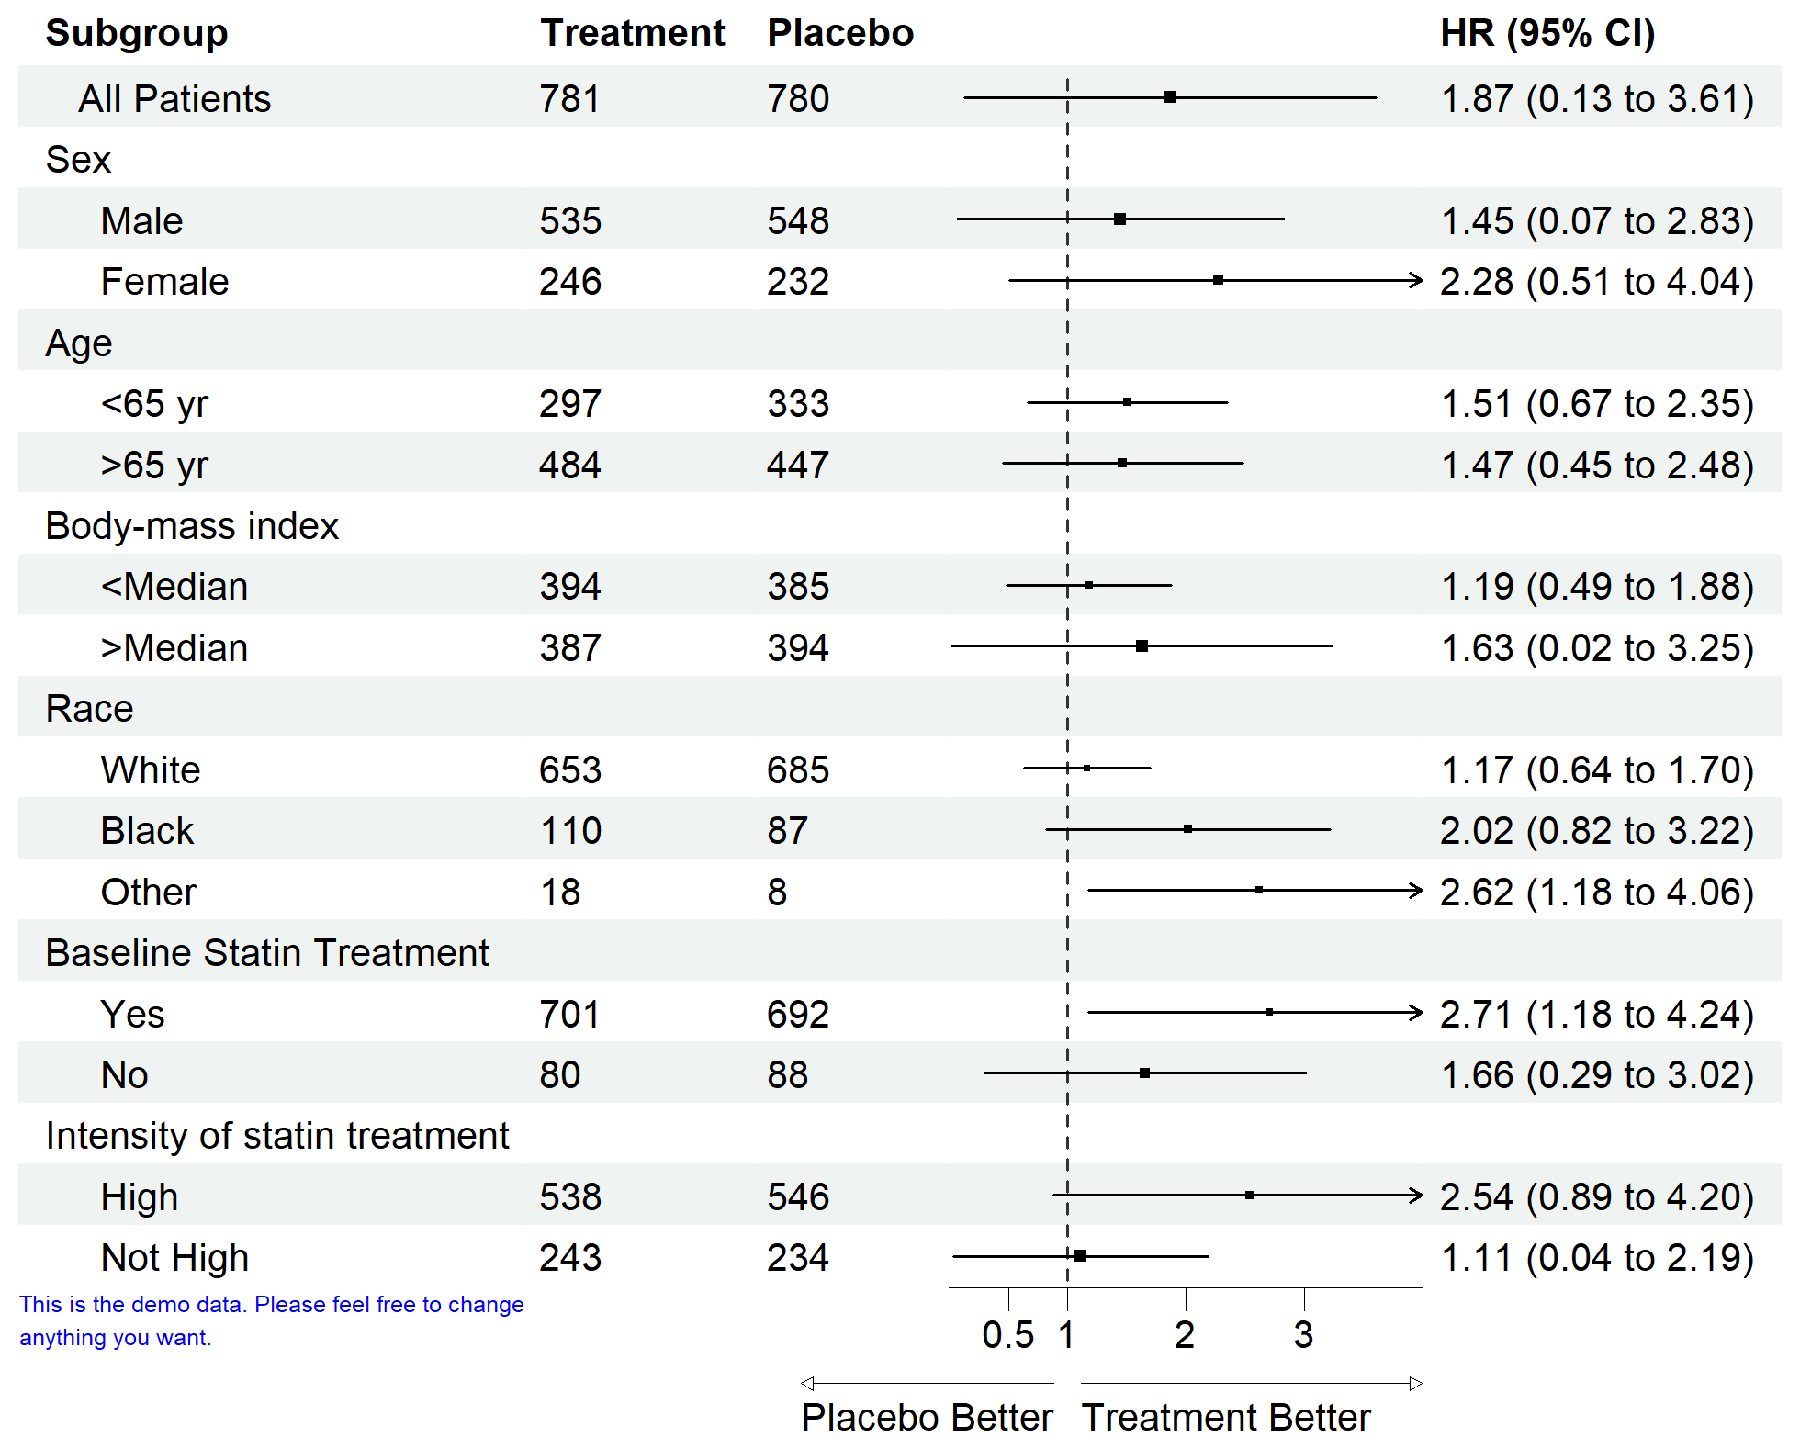 Subgroup Treatment Placebo HR (95% CI)
All Patients 781 780 1.87 (0.13 to 3.61)
Sex
Male 535 548 1.45 (0.07 to 2.83)
Female 246 232 2.28 (0.51 to 4.04)
Age
<65 yr 297 333 1.51 (0.67 to 2.35)
>65 yr 484 447 1.47 (0.45 to 2.48)
Body-mass index
<Median 394 385 1.19 (0.49 to 1.88)
>Median 387 394 1.63 (0.02 to 3.25)
Race
White 653 685 1.17 (0.64 to 1.70)
Black 110 87 2.02 (0.82 to 3.22)
Other 18 8 2.62 (1.18 to 4.06)
Baseline Statin Treatment
Yes 701 692 2.71 (1.18 to 4.24)
No 80 88 1.66 (0.29 to 3.02)
Intensity of statin treatment
High 538 546 2.54 (0.89 to 4.20)
Not High 243 234 1.11 (0.04 to 2.19)
This is the demo data. Please feel free to change
anything you want.
0.5 1 2 3
Placebo Better Treatment Better